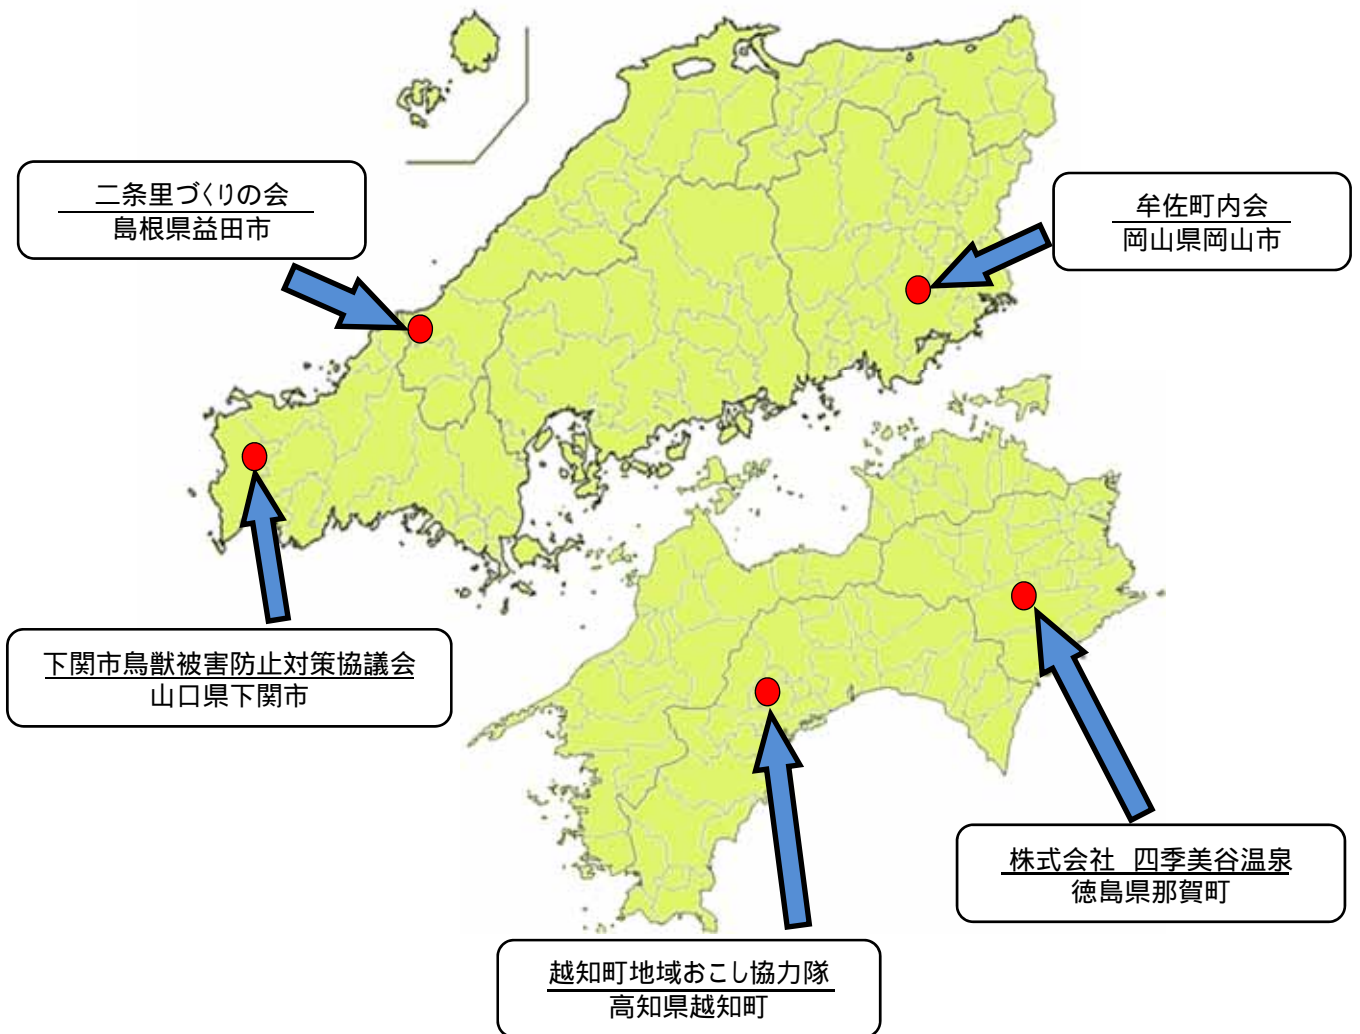 二条里づくりの会
島根県益田市
牟佐町内会
岡山県岡山市
下関市鳥獣被害防止対策協議会
山口県下関市
株式会社　四季美谷温泉
徳島県那賀町
越知町地域おこし協力隊
高知県越知町